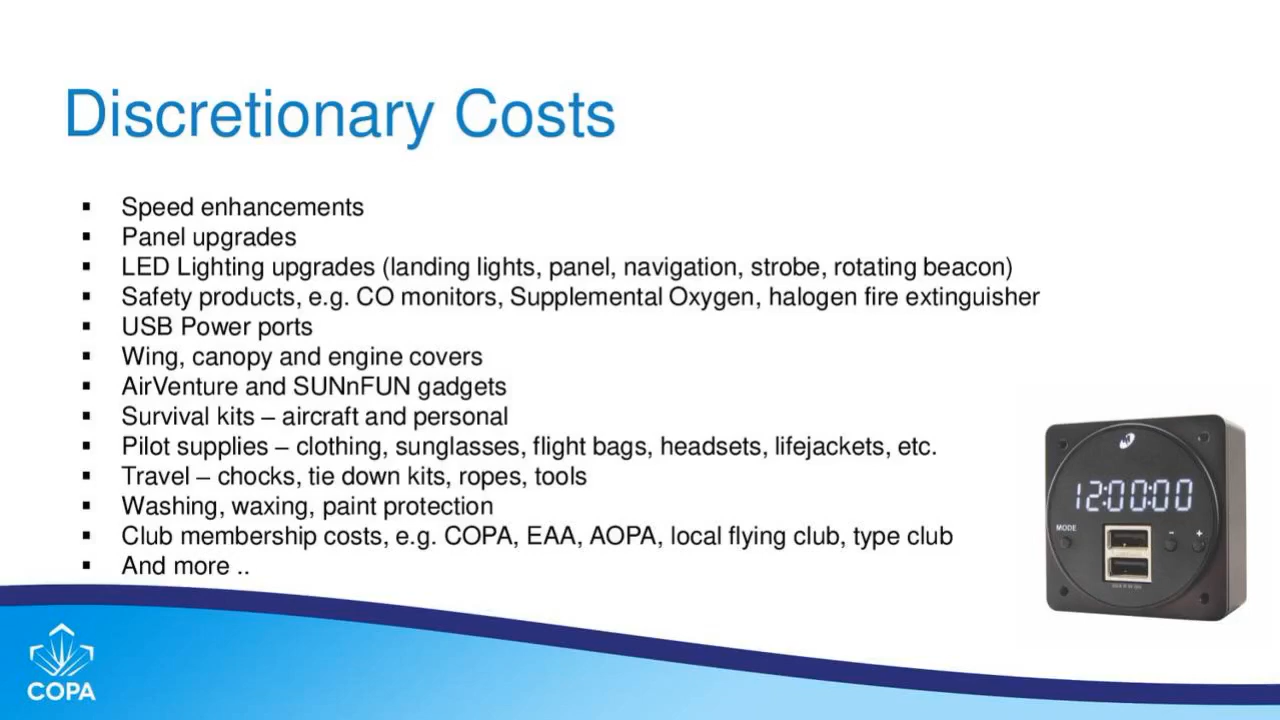 Discretionary Costs
▪ Speed enhancements
▪ Panel upgrades
▪ LED Lighting upgrades (landing lights, panel, navigation, strobe, rotating beacon)
▪ Safety products, e.g. CO monitors, Supplemental Oxygen, halogen fire extinguisher
▪ USB Power ports
▪ Wing, canopy and engine covers
▪ AirVenture and SUNnFUN gadgets
▪ Survival kits – aircraft and personal
▪ Pilot supplies – clothing, sunglasses, flight bags, headsets, lifejackets, etc.
▪ Travel – chocks, tie down kits, ropes, tools
▪ Washing, waxing, paint protection
▪ Club membership costs, e.g. COPA, EAA, AOPA, local flying club, type club
▪ And more ..
12:00:00
MODE - +
COPA